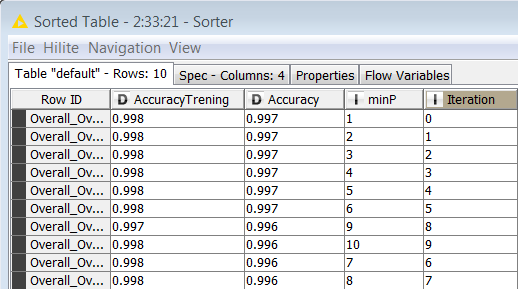 Sorted Table - 2:33:21 - Sorter
File Hilite Navigation View
Table "default" - Rows: 10 Spec - Columns: 4 Properties Flow Variables
Row ID D AccuracyTrening D Accuracy I minP I Iteration
Overall_Ov... 0.998 0.997 1 0
Overall_Ov... 0.998 0.997 2 1
Overall_Ov... 0.998 0.997 3 2
Overall_Ov... 0.998 0.997 4 3
Overall_Ov... 0.998 0.997 5 4
Overall_Ov... 0.998 0.997 6 5
Overall_Ov... 0.997 0.996 9 8
Overall_Ov... 0.998 0.996 10 9
Overall_Ov... 0.998 0.996 7 6
Overall_Ov... 0.998 0.996 8 7